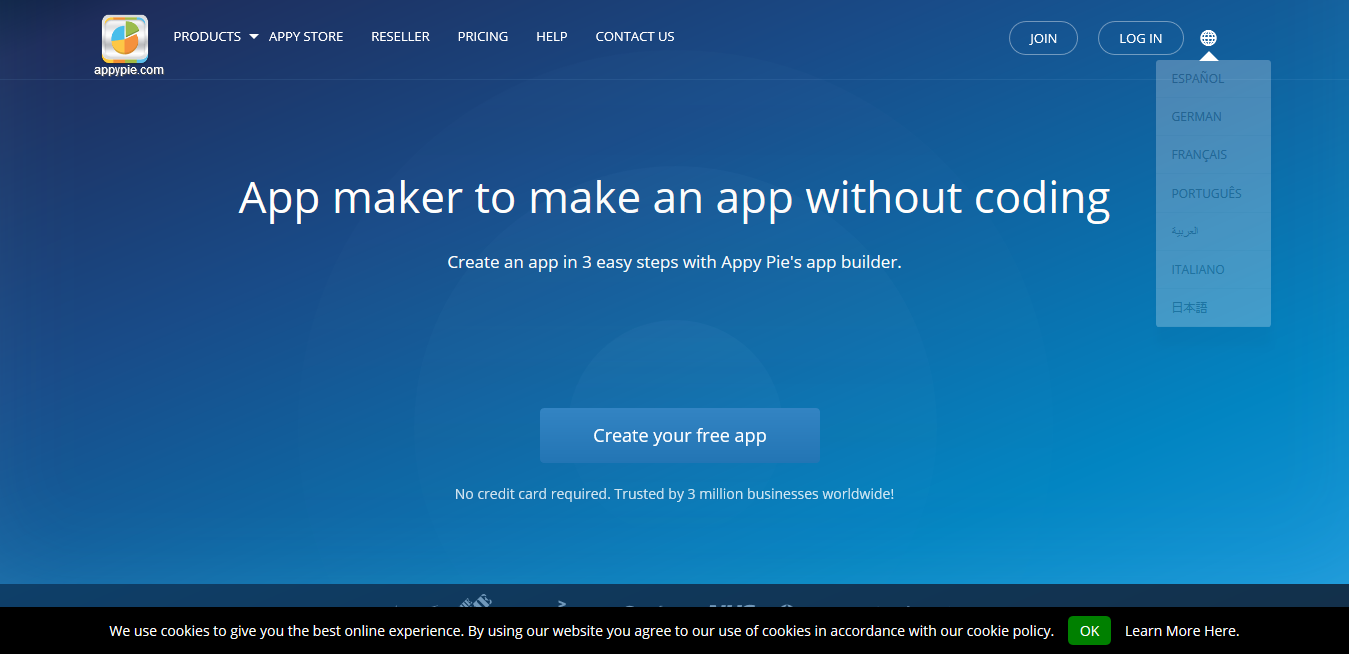 PRODUCTS APPY STORE RESELLER PRICING HELP CONTACT US JOIN LOG IN
appypie.com
ESPAÑOL
GERMAN
FRANÇAIS
PORTUGUÊS
العربية
ITALIANO
日本語
App maker to make an app without coding
Create an app in 3 easy steps with Appy Pie's app builder.
Create your free app
No credit card required. Trusted by 3 million businesses worldwide!
We use cookies to give you the best online experience. By using our website you agree to our use of cookies in accordance with our cookie policy. OK Learn More Here.